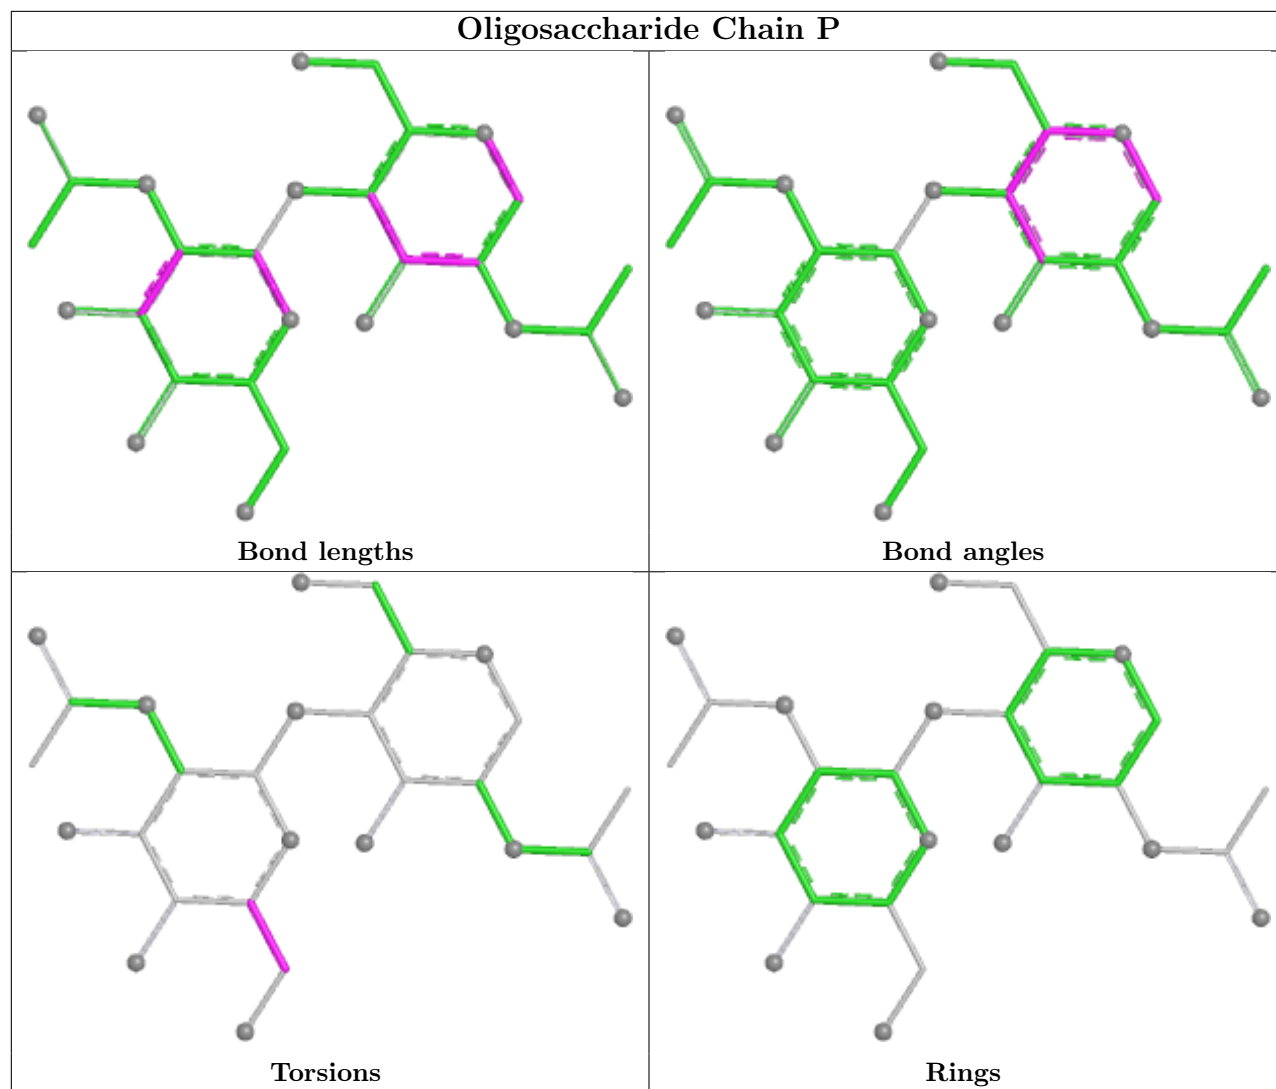 Oligosaccharide Chain P
Bond lengths
Bond angles
Torsions
Rings